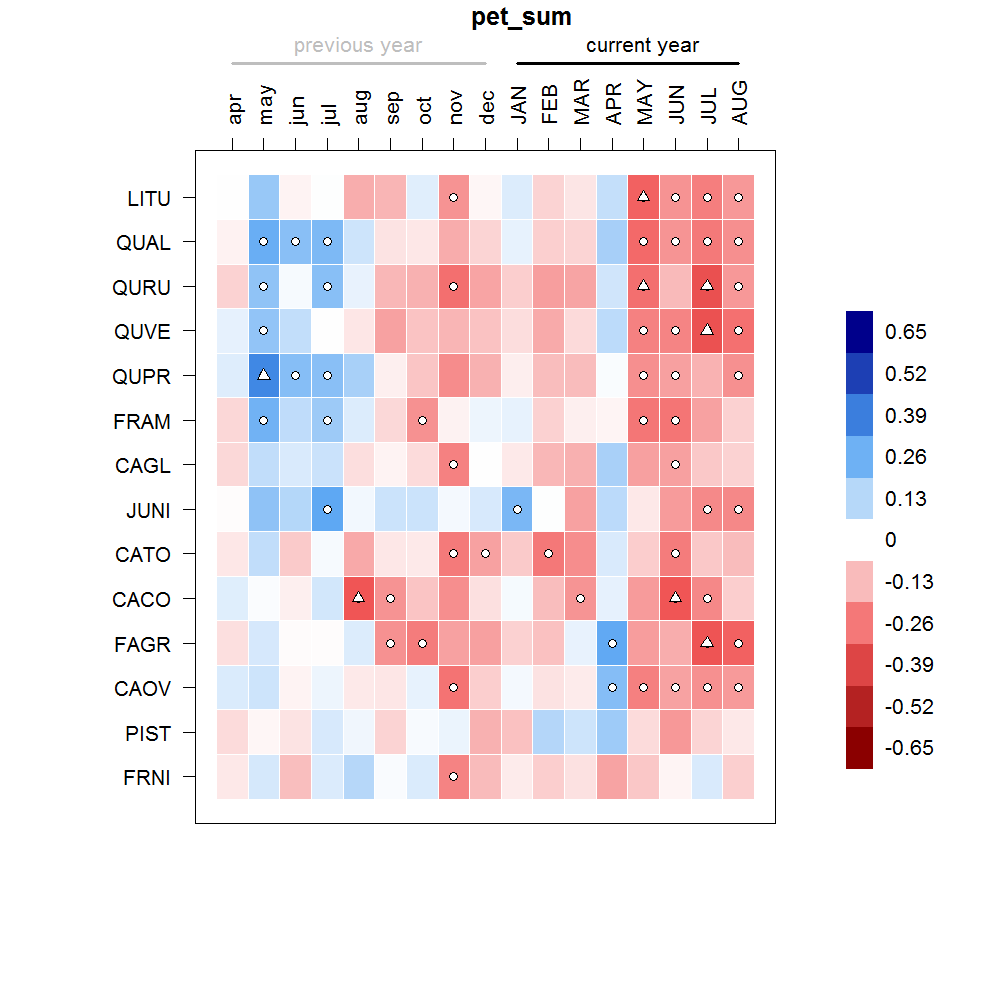 pet_sum
previous year current year
apr may jun jul aug sep oct nov dec JAN FEB MAR APR MAY JUN JUL AUG
LITU
QUAL
QURU
QUVE
QUPR
FRAM
CAGL
JUNI
CATO
CACO
FAGR
CAOV
PIST
FRNI
0.65
0.52
0.39
0.26
0.13
0
-0.13
-0.26
-0.39
-0.52
-0.65